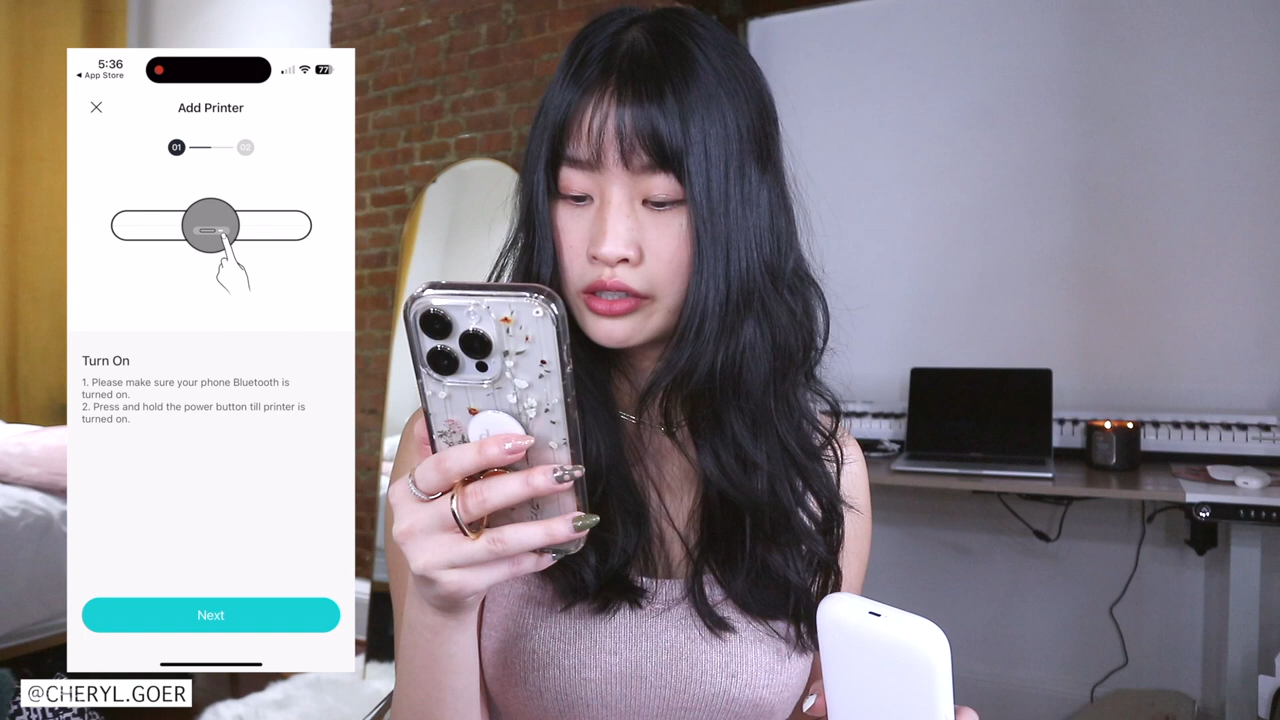 5:36
◀ App Store
77
Add Printer
01
02
Turn On
1. Please make sure your phone Bluetooth is
turned on.
2. Press and hold the power button till printer is
turned on.
Next
@CHERYL.GOER